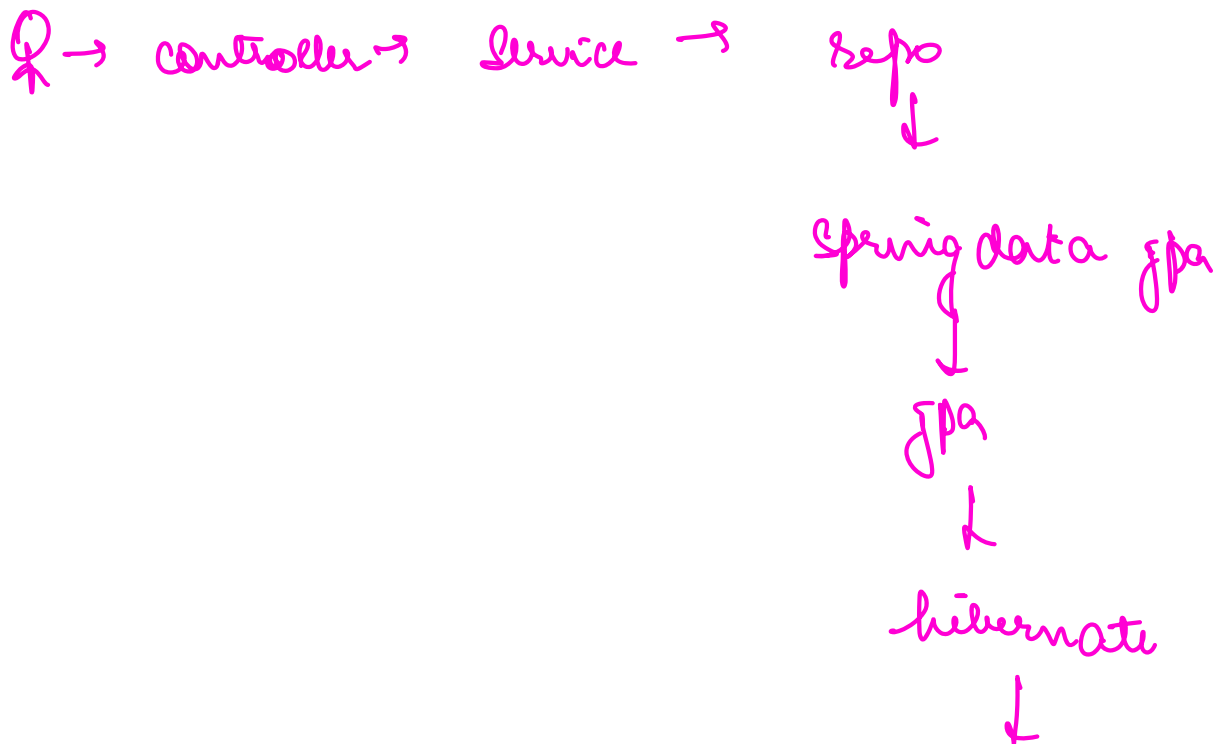 controller → Service → repo
spring data jpa
jpa
hibernate